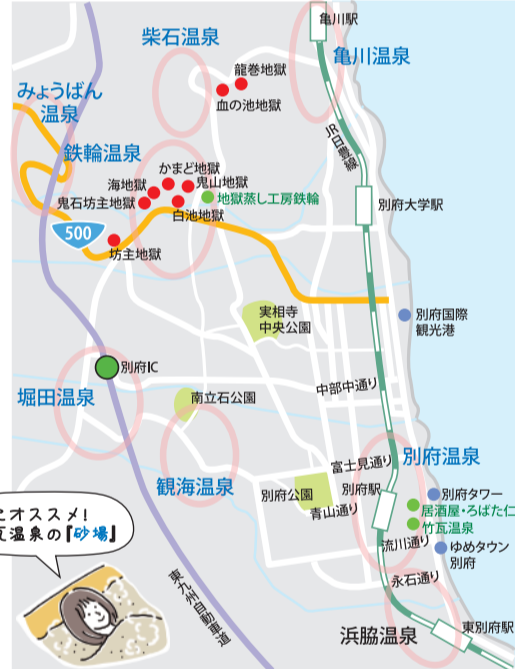 亀川駅
柴石温泉
亀川温泉
龍巻地獄
血の池地獄
みょうばん
温泉
JR日豊線
鉄輪温泉
かまど地獄
海地獄
鬼山地獄
地獄蒸し工房鉄輪
鬼石坊主地獄
白池地獄
別府大学駅
500
坊主地獄
実相寺
中央公園
別府国際
観光港
別府IC
中部中通り
堀田温泉
南立石公園
富士見通り
別府温泉
観海温泉
別府公園
別府駅
青山通り
別府タワー
居酒屋・ろばた仁
竹瓦温泉
流川通り
ゆめタウン
別府
オススメ!
温泉の『砂場』
永石通り
東九州自動車道
浜脇温泉
東別府駅